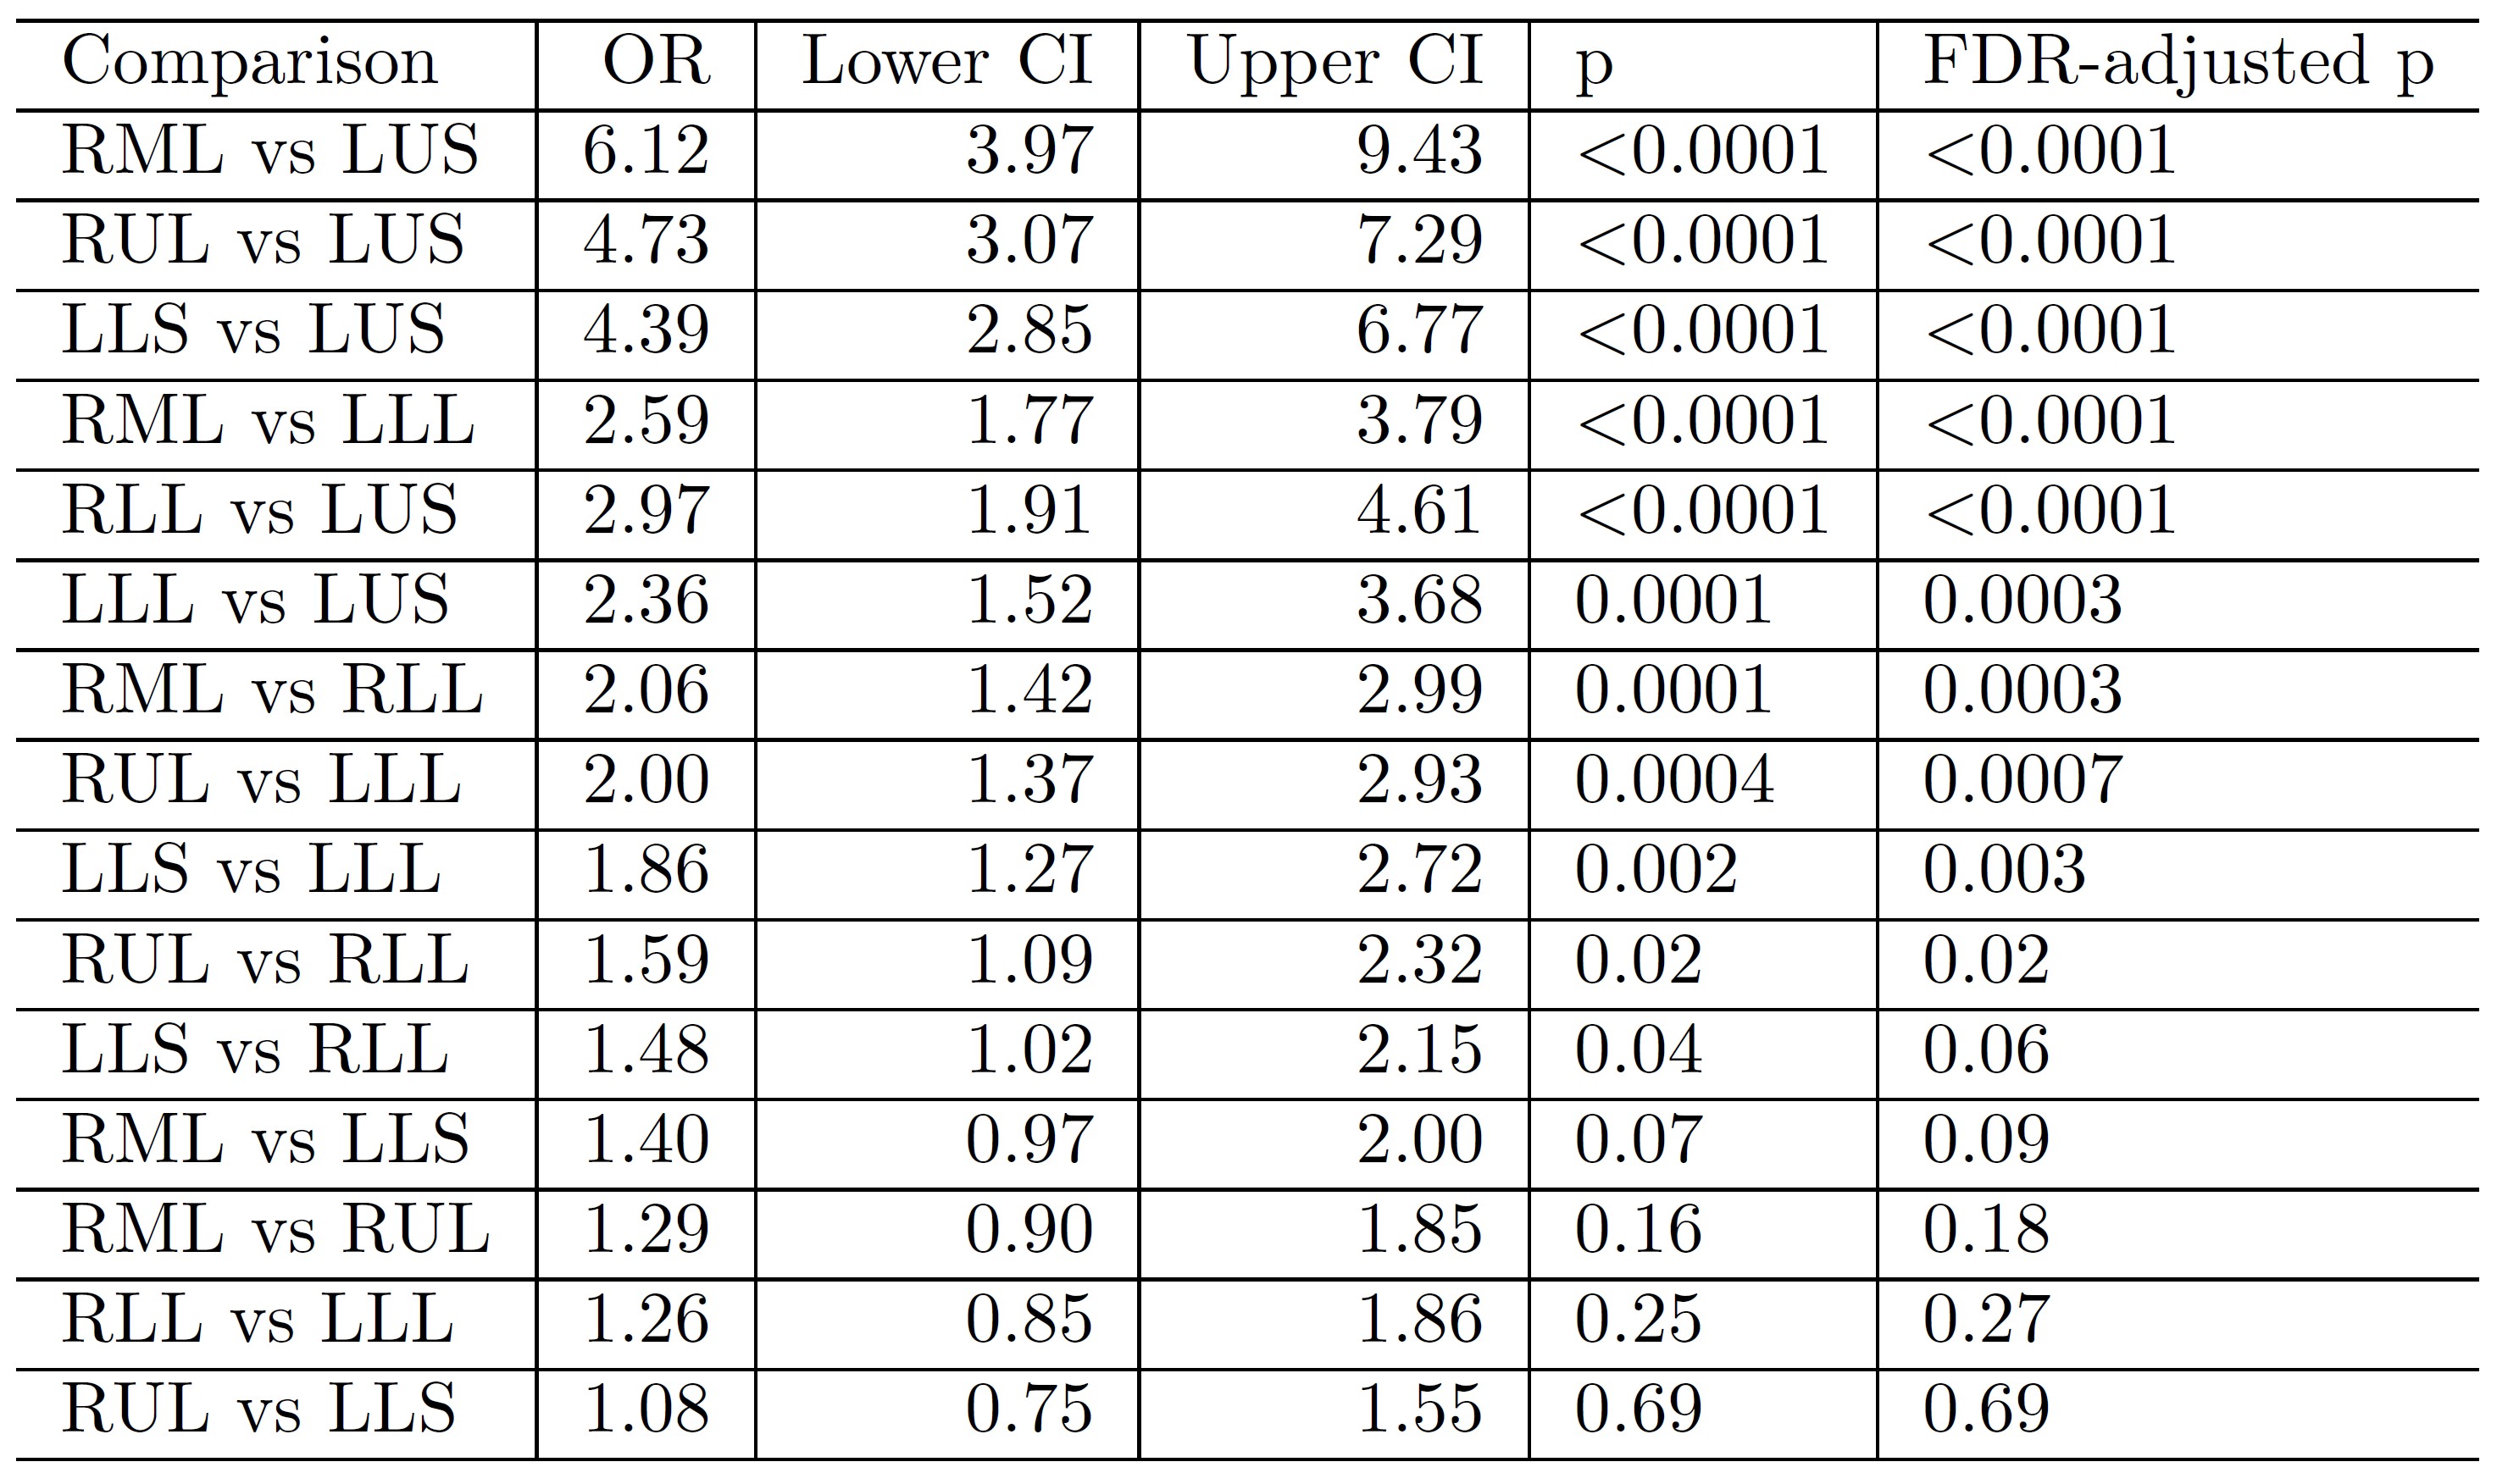 Comparison OR Lower CI Upper CI p FDR-adjusted p
RML vs LUS 6.12 3.97 9.43 <0.0001 <0.0001
RUL vs LUS 4.73 3.07 7.29 <0.0001 <0.0001
LLS vs LUS 4.39 2.85 6.77 <0.0001 <0.0001
RML vs LLL 2.59 1.77 3.79 <0.0001 <0.0001
RLL vs LUS 2.97 1.91 4.61 <0.0001 <0.0001
LLL vs LUS 2.36 1.52 3.68 0.0001 0.0003
RML vs RLL 2.06 1.42 2.99 0.0001 0.0003
RUL vs LLL 2.00 1.37 2.93 0.0004 0.0007
LLS vs LLL 1.86 1.27 2.72 0.002 0.003
RUL vs RLL 1.59 1.09 2.32 0.02 0.02
LLS vs RLL 1.48 1.02 2.15 0.04 0.06
RML vs LLS 1.40 0.97 2.00 0.07 0.09
RML vs RUL 1.29 0.90 1.85 0.16 0.18
RLL vs LLL 1.26 0.85 1.86 0.25 0.27
RUL vs LLS 1.08 0.75 1.55 0.69 0.69